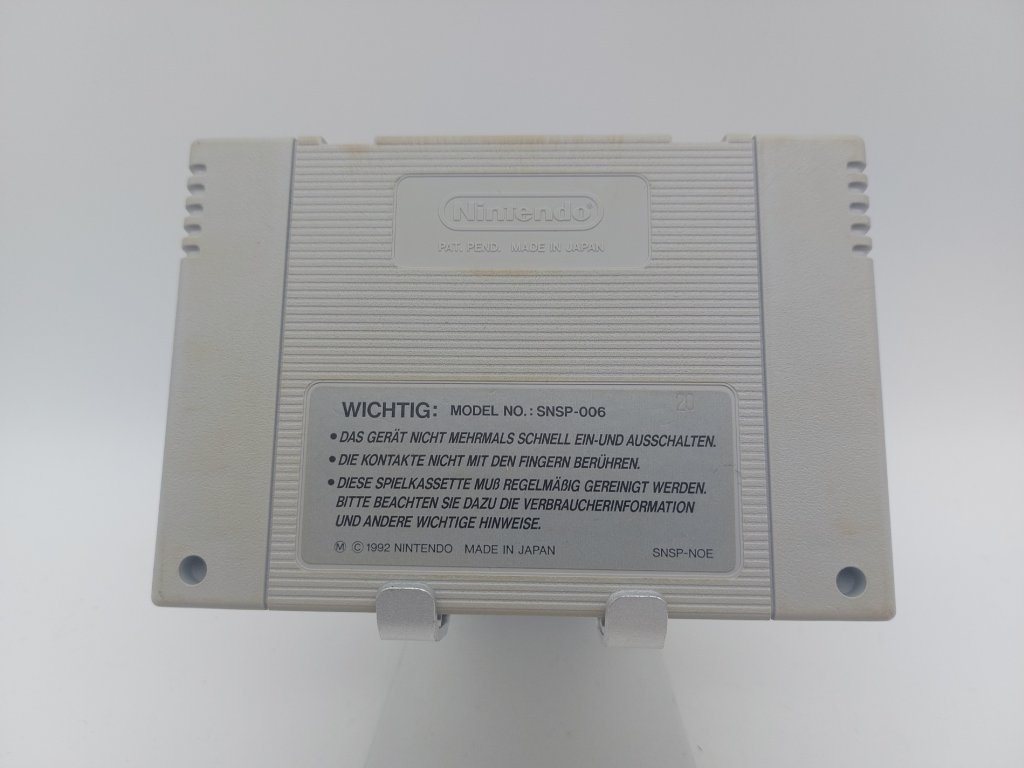 Nintendo®
PAT. PEND. MADE IN JAPAN
20
WICHTIG: MODEL NO.: SNSP-006
• DAS GERÄT NICHT MEHRMALS SCHNELL EIN-UND AUSSCHALTEN.
• DIE KONTAKTE NICHT MIT DEN FINGERN BERÜHREN.
• DIESE SPIELKASSETTE MUß REGELMÄßIG GEREINIGT WERDEN.
BITTE BEACHTEN SIE DAZU DIE VERBRAUCHERINFORMATION
UND ANDERE WICHTIGE HINWEISE.
Ⓜ © 1992 NINTENDO MADE IN JAPAN SNSP-NOE